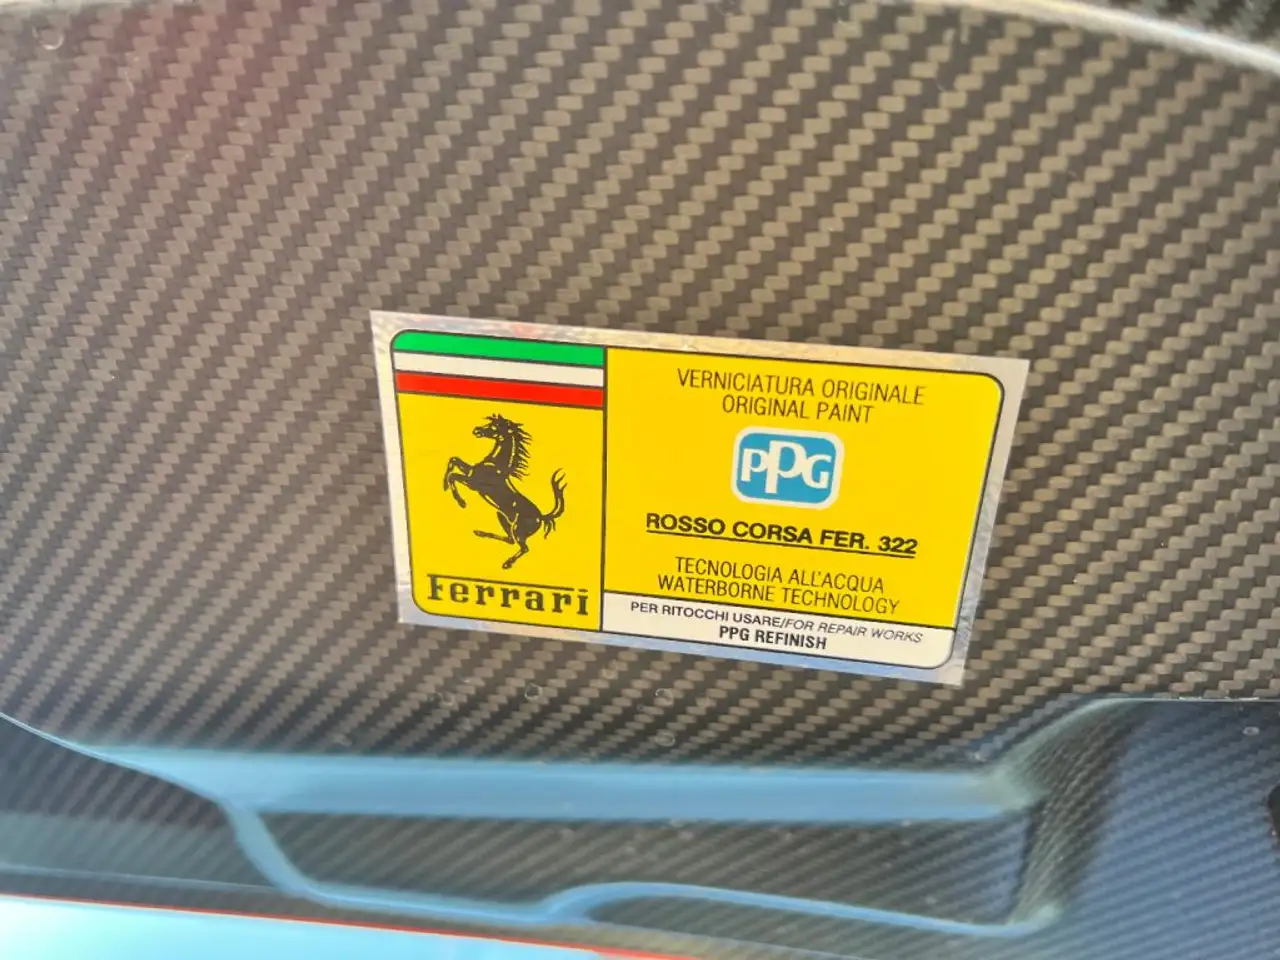 Ferrari
VERNICIATURA ORIGINALE
ORIGINAL PAINT
PPG
ROSSO CORSA FER. 322
TECNOLOGIA ALL'ACQUA
WATERBORNE TECHNOLOGY
PER RITOCCHI USARE/FOR REPAIR WORKS
PPG REFINISH